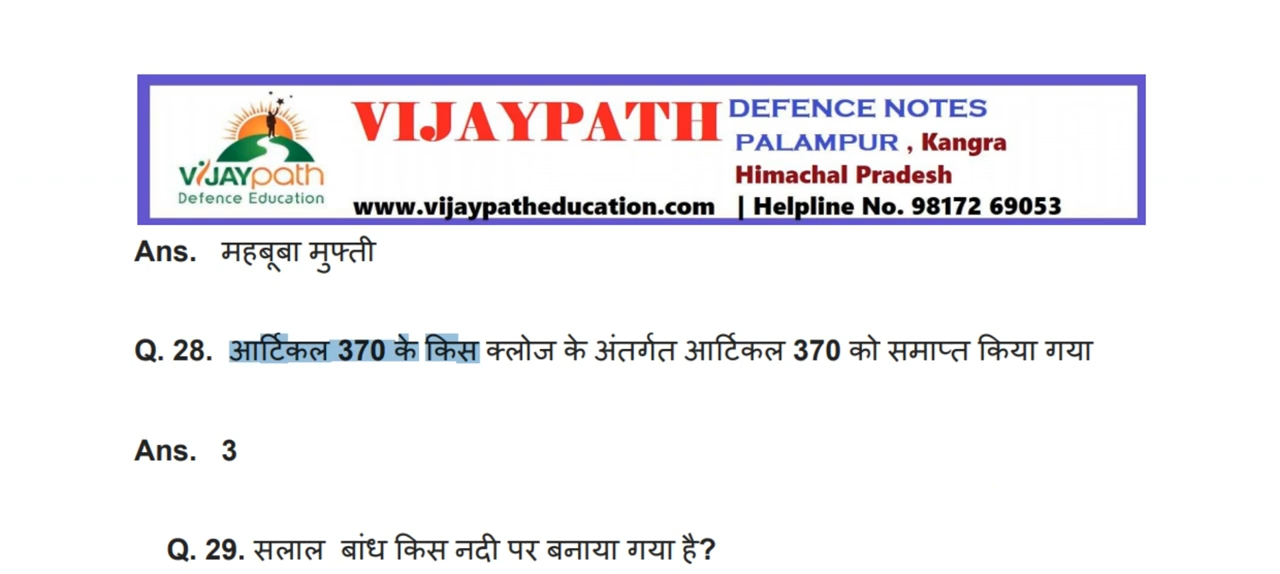 VIJAYPATH
DEFENCE NOTES
PALAMPUR , Kangra
Himachal Pradesh
VIJAYpath
Defence Education
www.vijaypatheducation.com | Helpline No. 98172 69053
Ans. महबूबा मुफ्ती
Q. 28. आर्टिकल 370 के किस क्लोज के अंतर्गत आर्टिकल 370 को समाप्त किया गया
Ans. 3
Q. 29. सलाल बांध किस नदी पर बनाया गया है?